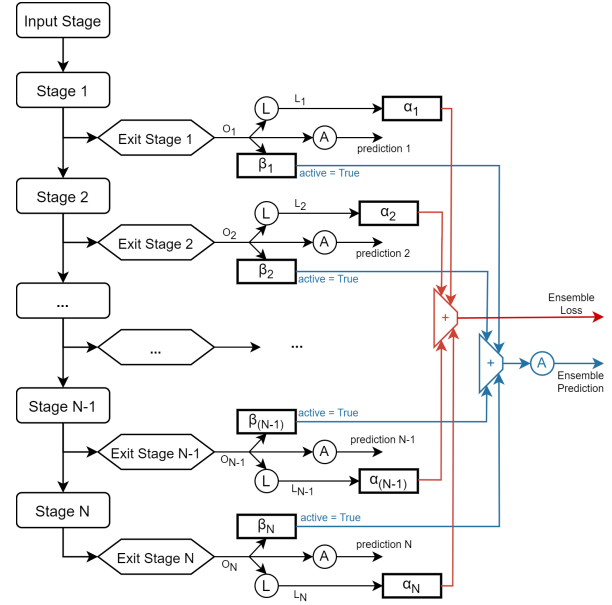 Input Stage
Stage 1
L
L1
α1
Exit Stage 1
O1
A
prediction 1
β1
active = True
Stage 2
L
L2
α2
Exit Stage 2
O2
A
prediction 2
β2
active = True
...
+
Ensemble
Loss
...
...
+
A
Ensemble
Prediction
Stage N-1
β(N-1)
active = True
Exit Stage N-1
ON-1
A
prediction N-1
L
LN-1
α(N-1)
Stage N
βN
active = True
Exit Stage N
ON
A
prediction N
L
LN
αN